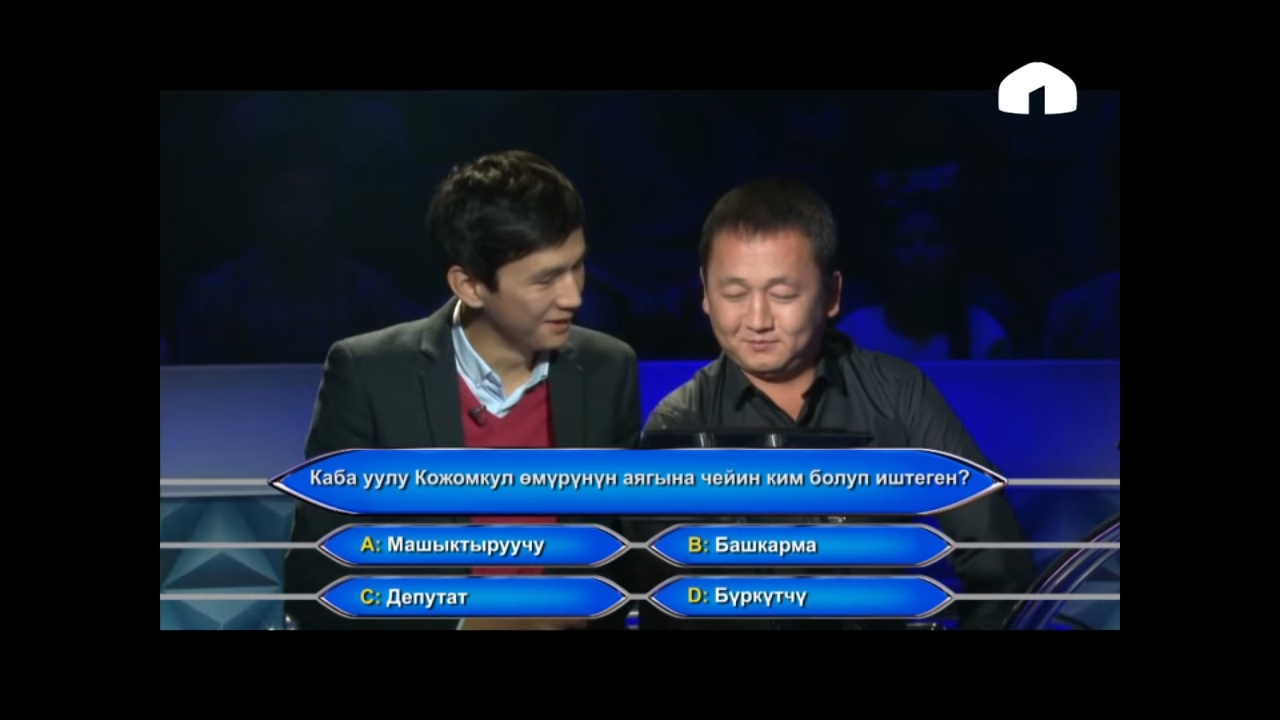 Каба уулу Кожомкул өмүрүнүн аягына чейин ким болуп иштеген?
A: Машыктыруучу
B: Башкарма
C: Депутат
D: Бүркүтчү